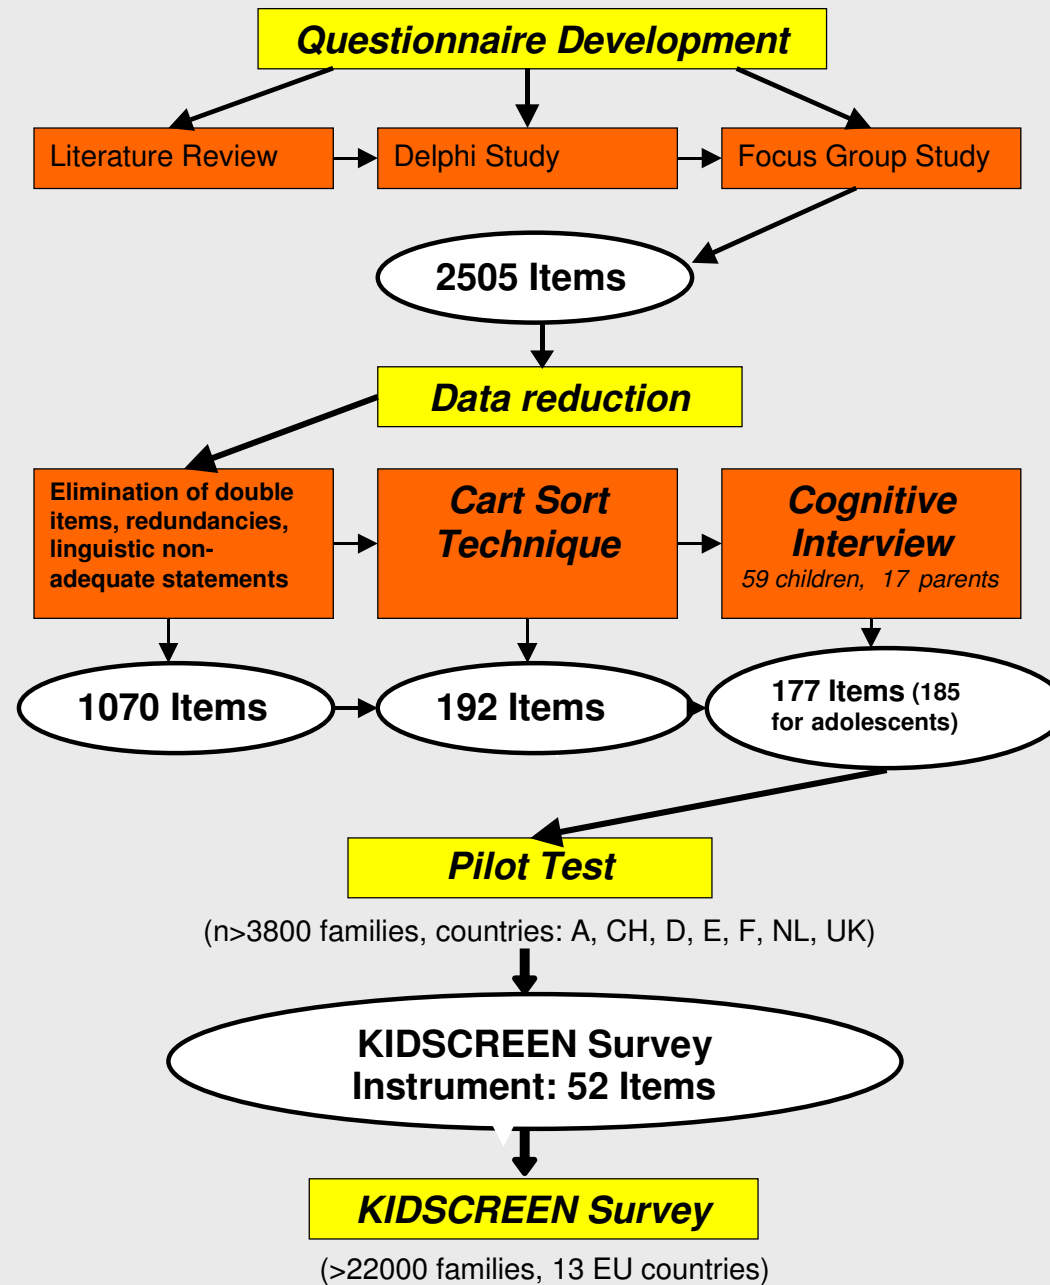 Questionnaire Development
Literature Review
Delphi Study
Focus Group Study
2505 Items
Data reduction
Elimination of double
items, redundancies,
linguistic non-
adequate statements
Cart Sort
Technique
Cognitive
Interview
59 children, 17 parents
1070 Items
192 Items
177 Items (185
for adolescents)
Pilot Test
(n>3800 families, countries: A, CH, D, E, F, NL, UK)
KIDSCREEN Survey
Instrument: 52 Items
KIDSCREEN Survey
(>22000 families, 13 EU countries)